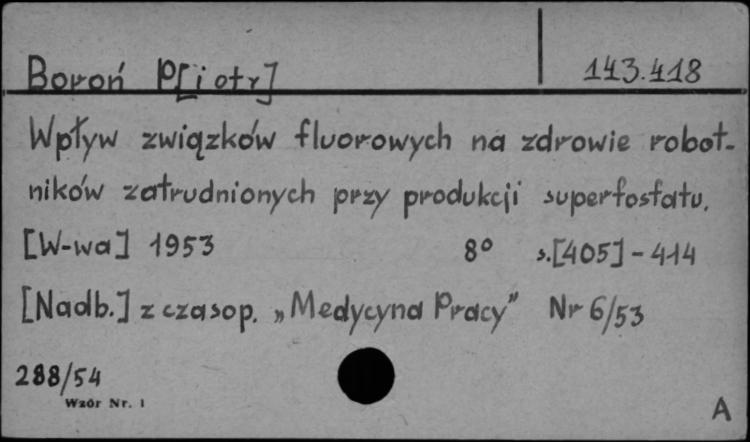 Boroń P[iotr] 143.418
Wpływ związków fluorowych na zdrowie robot-
ników zatrudnionych przy produkcji superfosfatu.
[W-wa] 1953 8° s.[405]-414
[Nadb.] z czasop. „Medycyna Pracy" Nr 6/53
288/54
Wzór Nr. 1
A